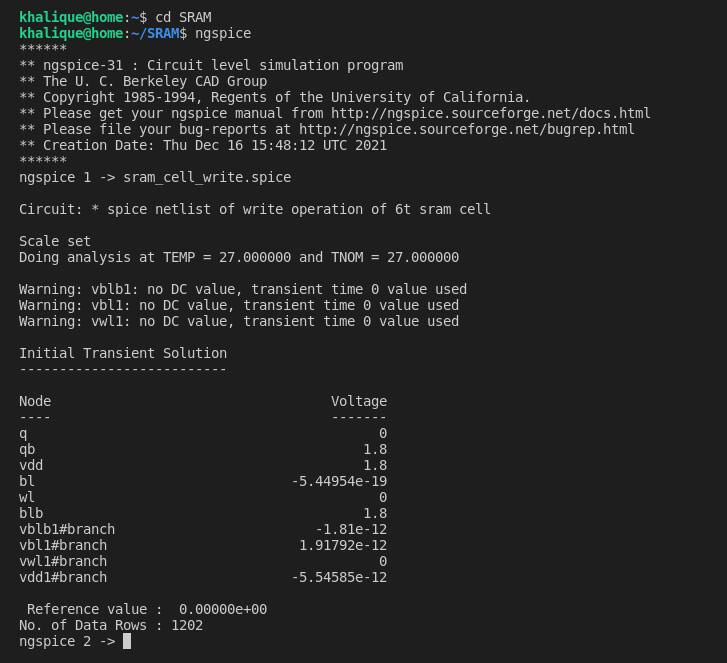 khalique@home:~$ cd SRAM
khalique@home:~/SRAM$ ngspice
******
** ngspice-31 : Circuit level simulation program
** The U. C. Berkeley CAD Group
** Copyright 1985-1994, Regents of the University of California.
** Please get your ngspice manual from http://ngspice.sourceforge.net/docs.html
** Please file your bug-reports at http://ngspice.sourceforge.net/bugrep.html
** Creation Date: Thu Dec 16 15:48:12 UTC 2021
******
ngspice 1 -> sram_cell_write.spice
Circuit: * spice netlist of write operation of 6t sram cell
Scale set
Doing analysis at TEMP = 27.000000 and TNOM = 27.000000
Warning: vblb1: no DC value, transient time 0 value used
Warning: vbl1: no DC value, transient time 0 value used
Warning: vwl1: no DC value, transient time 0 value used
Initial Transient Solution
--------------------------
Node Voltage
---- -------
q 0
qb 1.8
vdd 1.8
bl -5.44954e-19
wl 0
blb 1.8
vblb1#branch -1.81e-12
vbl1#branch 1.91792e-12
vwl1#branch 0
vdd1#branch -5.54585e-12
Reference value : 0.00000e+00
No. of Data Rows : 1202
ngspice 2 ->